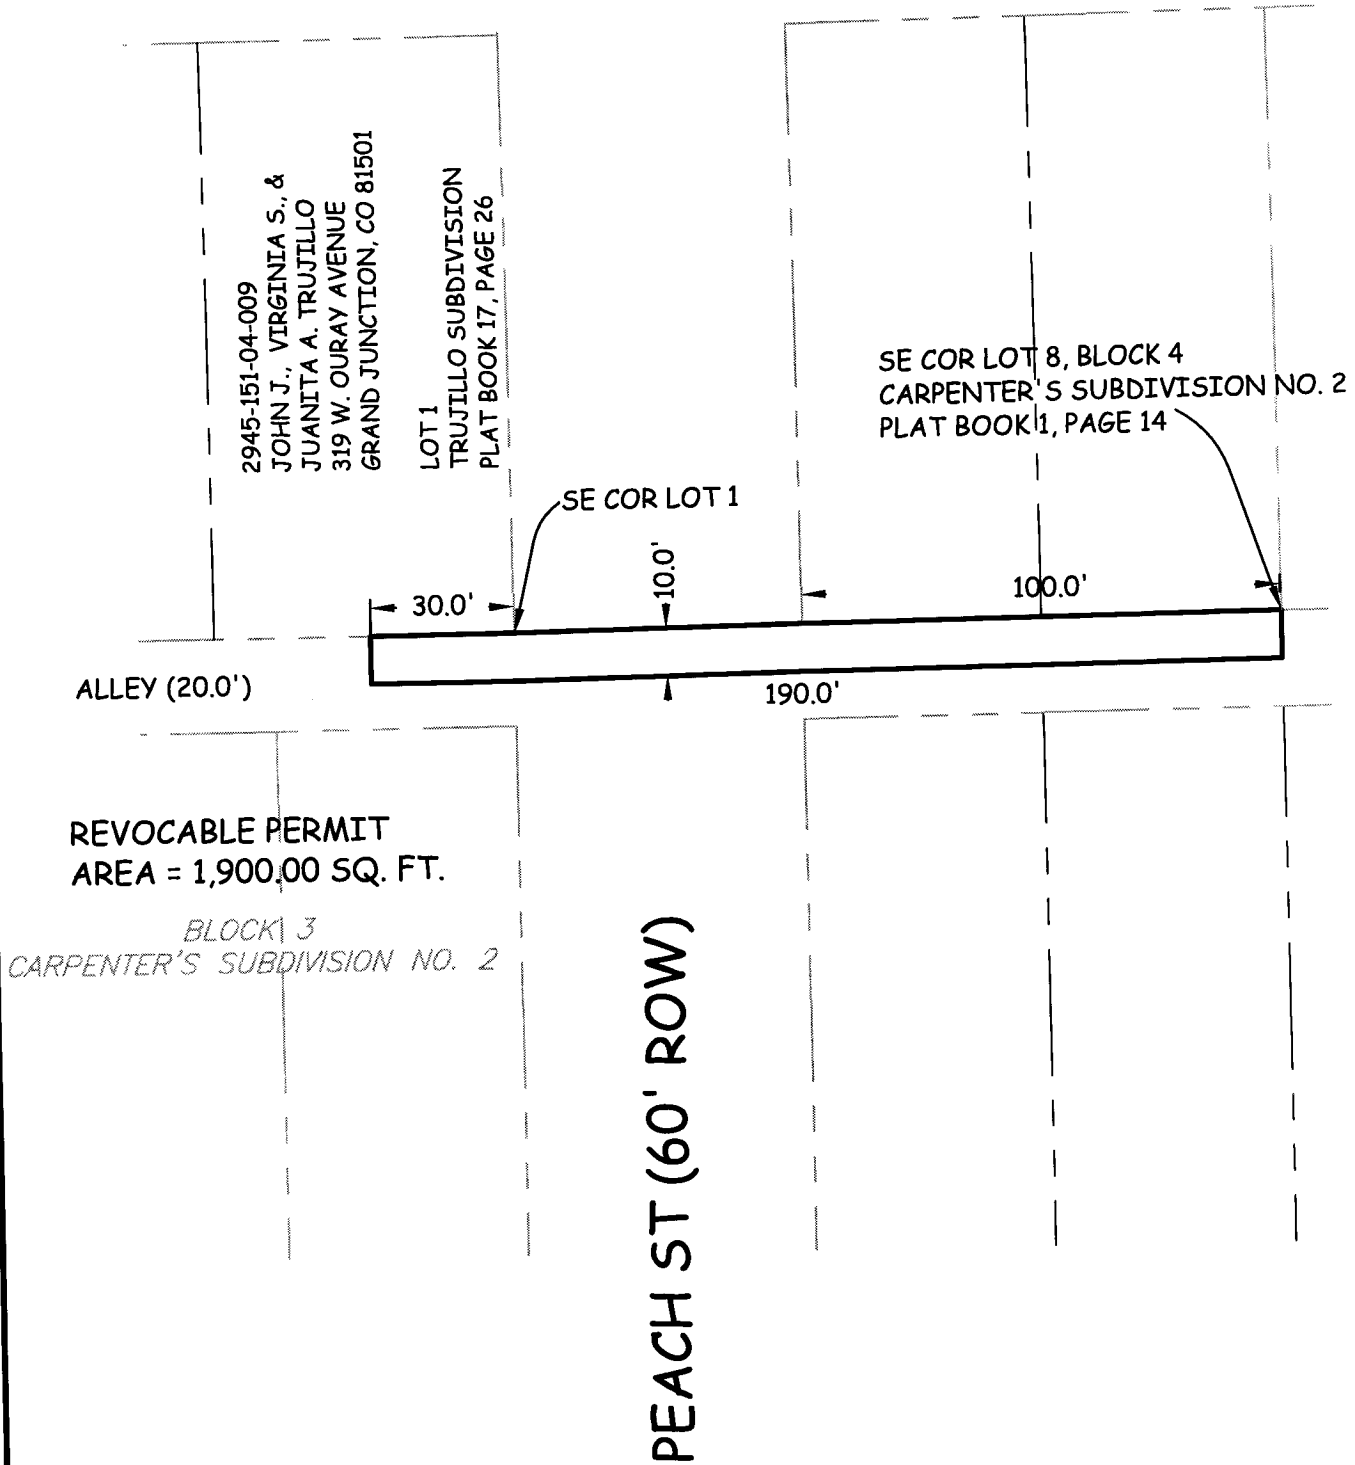 2945-151-04-009
JOHN J., VIRGINIA S., &
JUANITA A. TRUJILLO
319 W. OURAY AVENUE
GRAND JUNCTION, CO 81501
LOT 1
TRUJILLO SUBDIVISION
PLAT BOOK 17, PAGE 26
SE COR LOT 8, BLOCK 4
CARPENTER'S SUBDIVISION NO. 2
PLAT BOOK 1, PAGE 14
SE COR LOT 1
10.0'
30.0'
100.0'
ALLEY (20.0')
190.0'
REVOCABLE PERMIT
AREA = 1,900.00 SQ. FT.
BLOCK 3
CARPENTER'S SUBDIVISION NO. 2
PEACH ST (60' ROW)